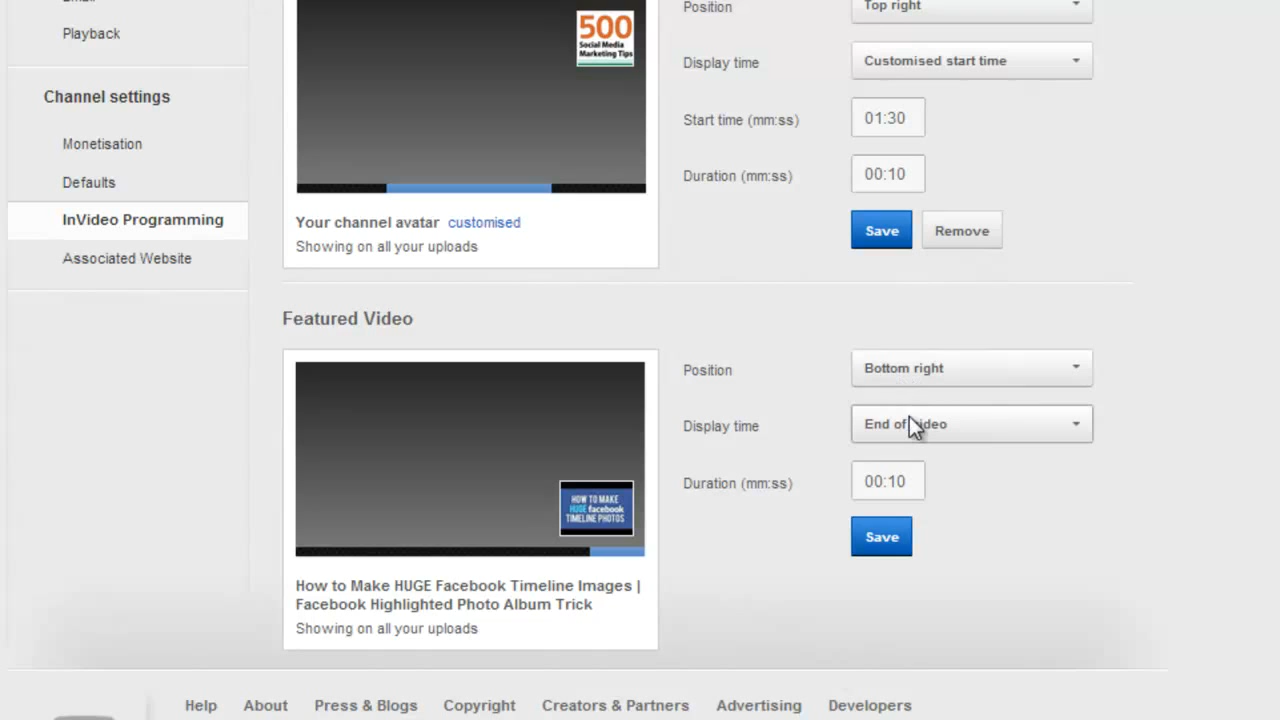 Playback
Channel settings
Monetisation
Defaults
InVideo Programming
Associated Website
500
Social Media
Marketing Tips
Your channel avatar customised
Showing on all your uploads
Position
Top right
Display time
Customised start time
Start time (mm:ss)
01:30
Duration (mm:ss)
00:10
Save
Remove
Featured Video
HOW TO MAKE
HUGE facebook
TIMELINE PHOTOS
How to Make HUGE Facebook Timeline Images |
Facebook Highlighted Photo Album Trick
Showing on all your uploads
Position
Bottom right
Display time
End of video
Duration (mm:ss)
00:10
Save
Help About Press & Blogs Copyright Creators & Partners Advertising Developers